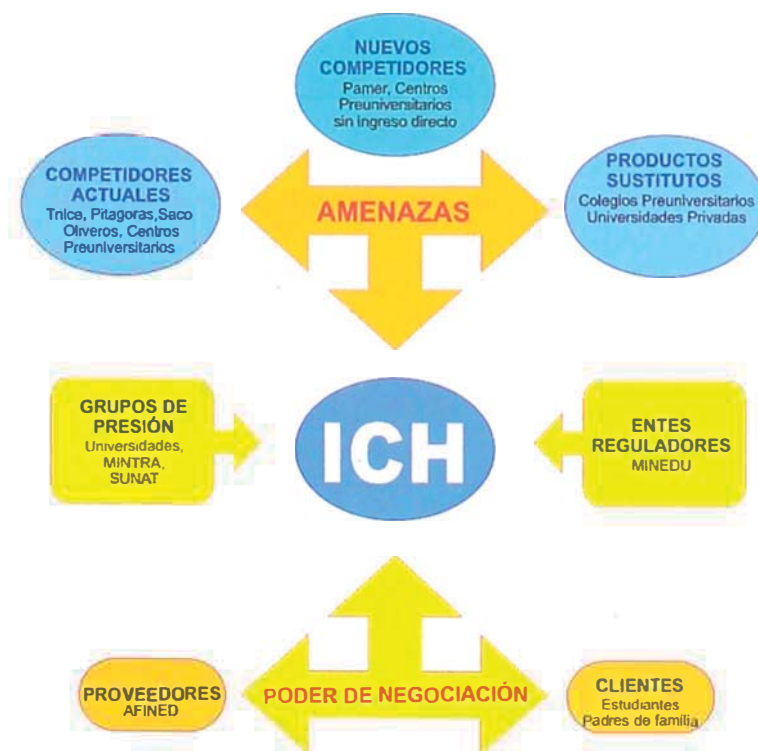 NUEVOS
COMPETIDORES
Pamer, Centros
Preuniversitarios
sin ingreso directo
COMPETIDORES
ACTUALES
Tnlce, Pitagoras,Saco
Oliveros, Centros
Preuniversitarios
PRODUCTOS
SUSTITUTOS
Colegios Preuniversitarios
Universidades Privadas
AMENAZAS
GRUPOS DE
PRESIÓN
Universidades,
MINTRA,
SUNAT
ICH
ENTES
REGULADORES
MINEDU
PROVEEDORES
AFINED
PODER DE NEGOCIACIÓN
CLIENTES
Estudiantes
Padres de família